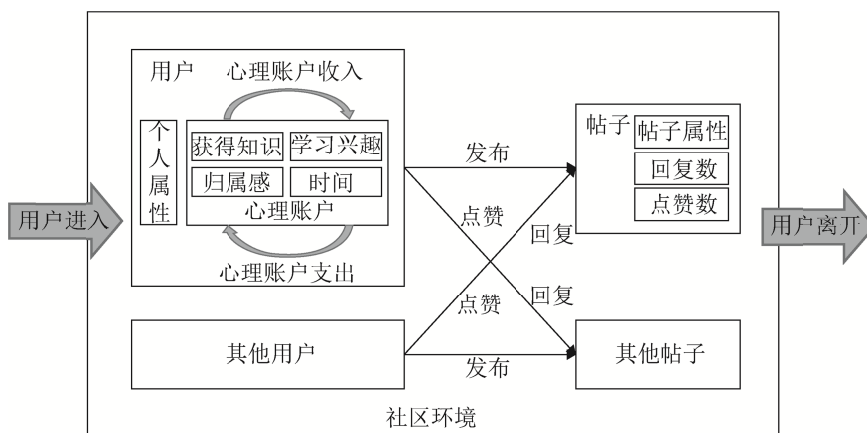 用户 心理账户收入
个人属性
获得知识 学习兴趣
归属感 时间
心理账户
心理账户支出
用户进入
发布
点赞
回复
帖子 帖子属性
回复数
点赞数
用户离开
点赞
回复
其他用户
发布
其他帖子
社区环境